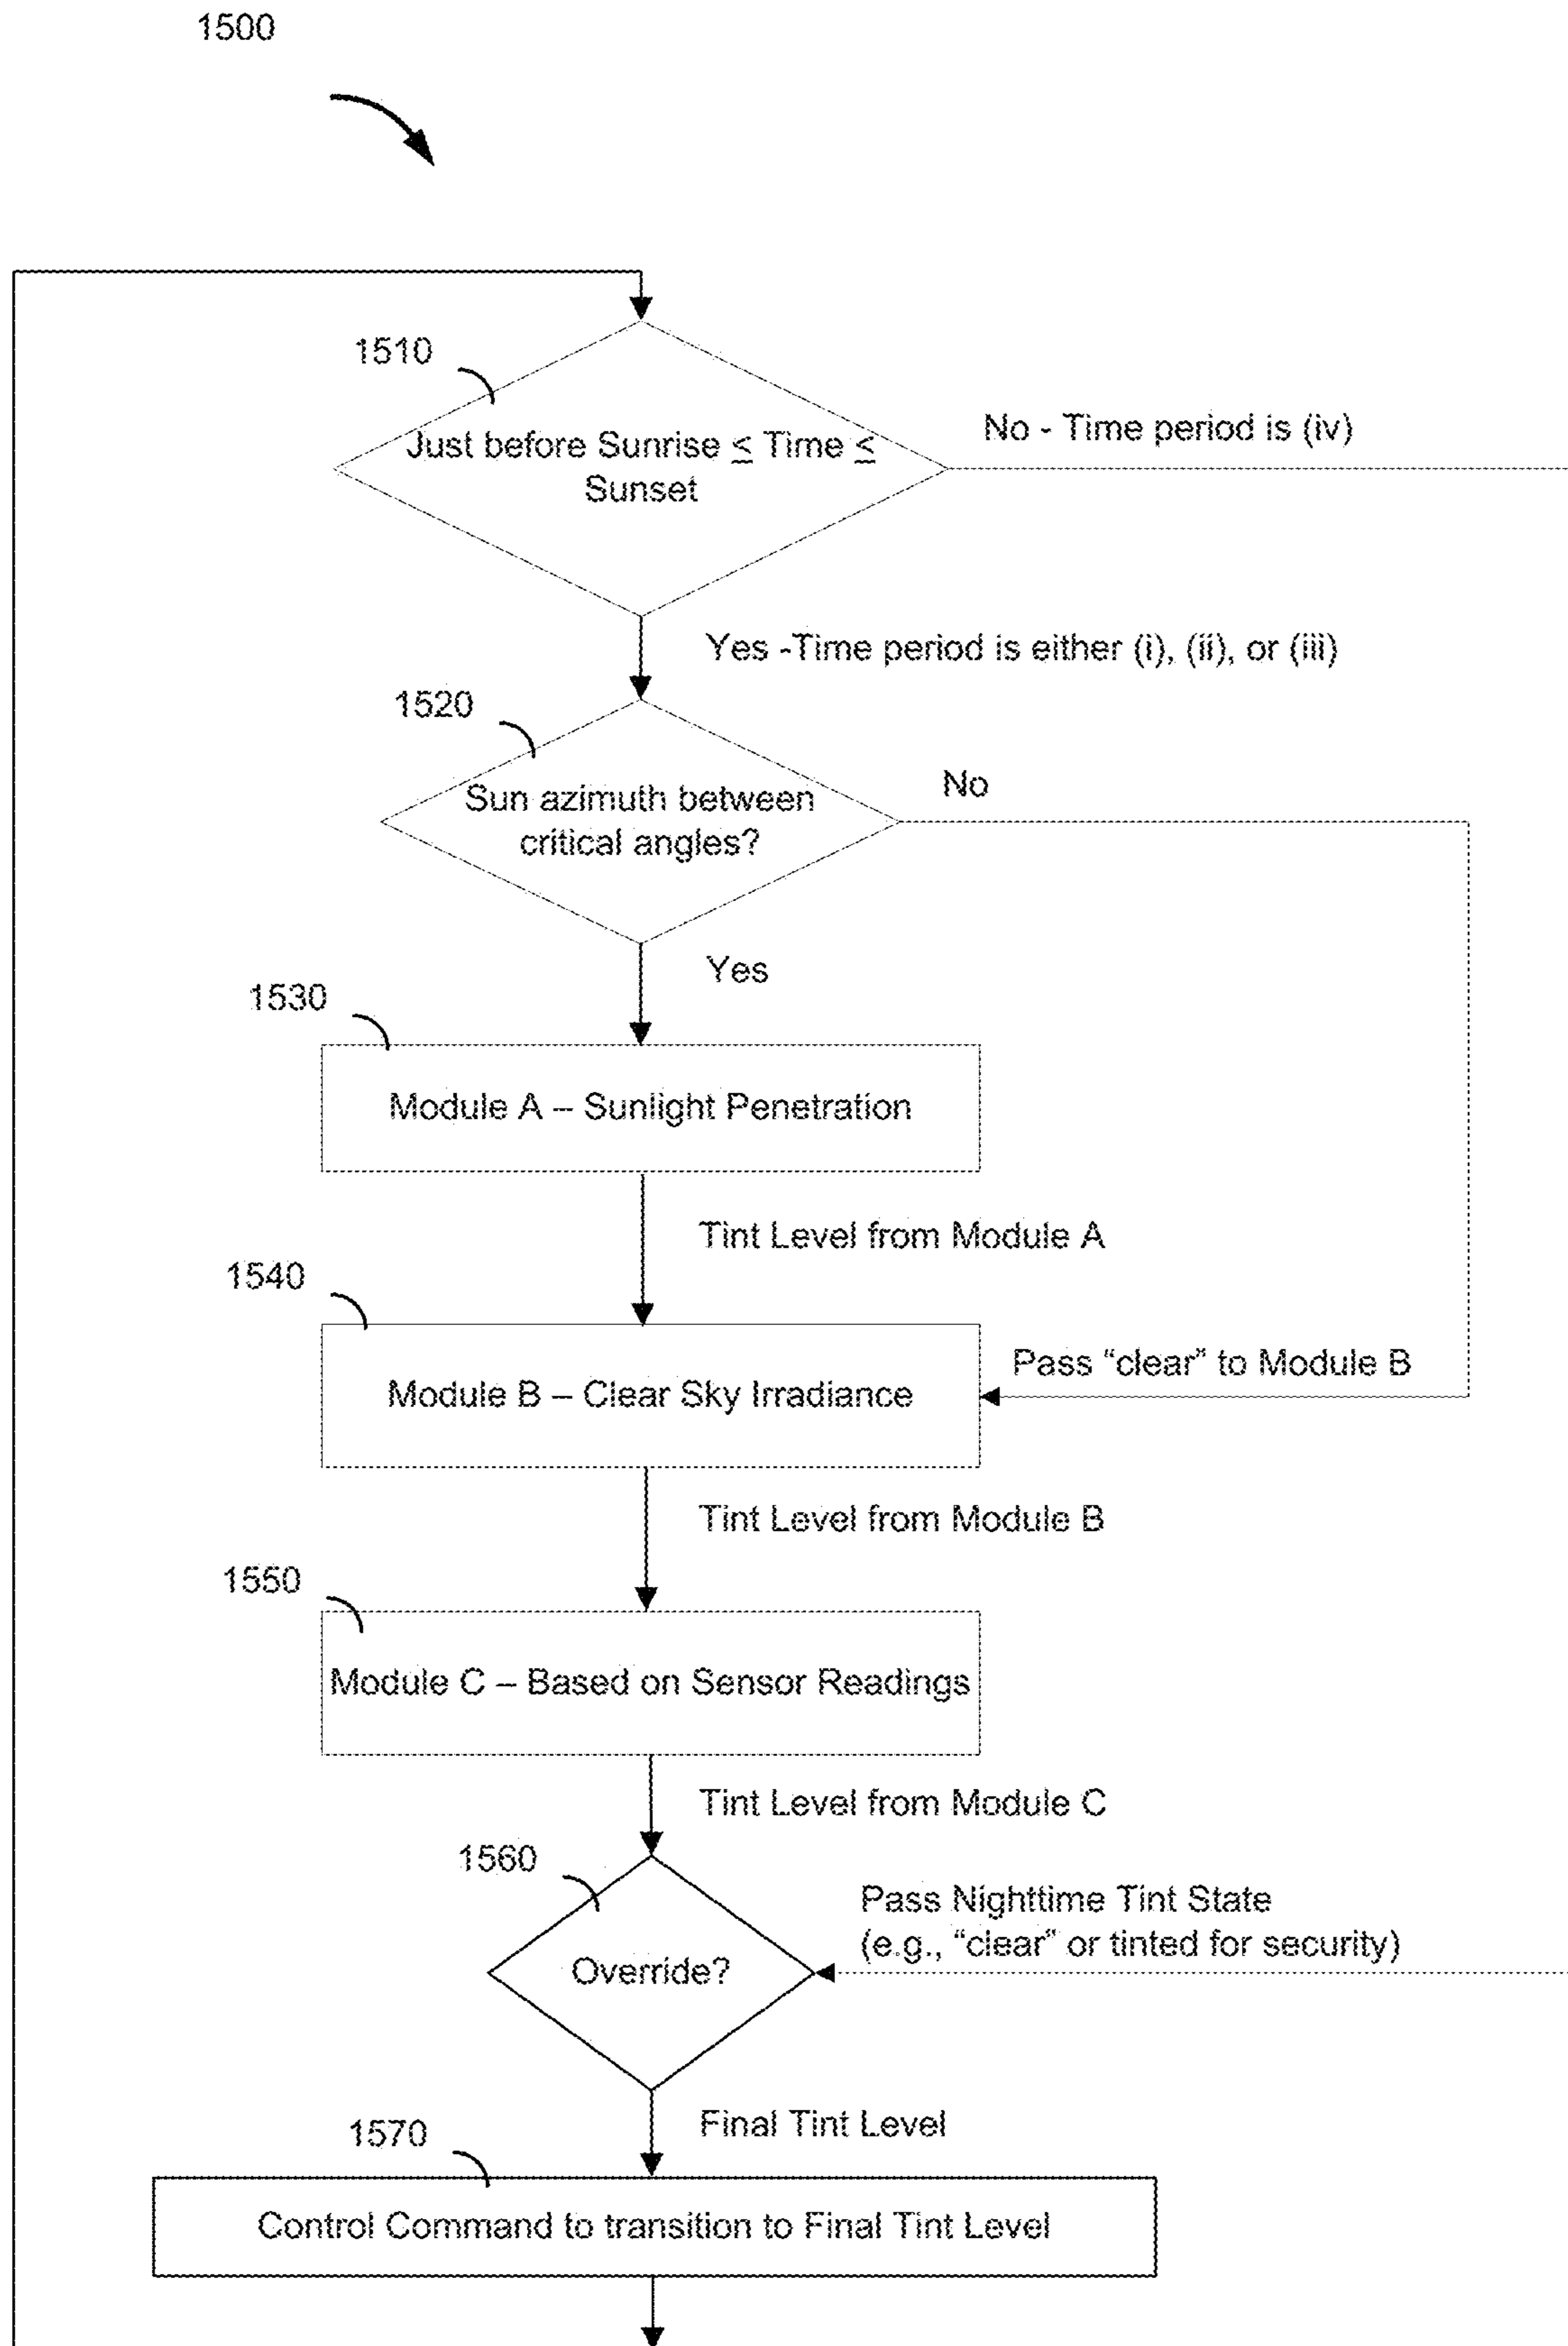 1500
1510
Just before Sunrise ≤ Time ≤
Sunset
No - Time period is (iv)
Yes -Time period is either (i), (ii), or (iii)
1520
Sun azimuth between
critical angles?
No
Yes
1530
Module A – Sunlight Penetration
Tint Level from Module A
1540
Module B – Clear Sky Irradiance
Pass “clear” to Module B
Tint Level from Module B
1550
Module C – Based on Sensor Readings
Tint Level from Module C
1560
Override?
Pass Nighttime Tint State
(e.g., “clear” or tinted for security)
Final Tint Level
1570
Control Command to transition to Final Tint Level